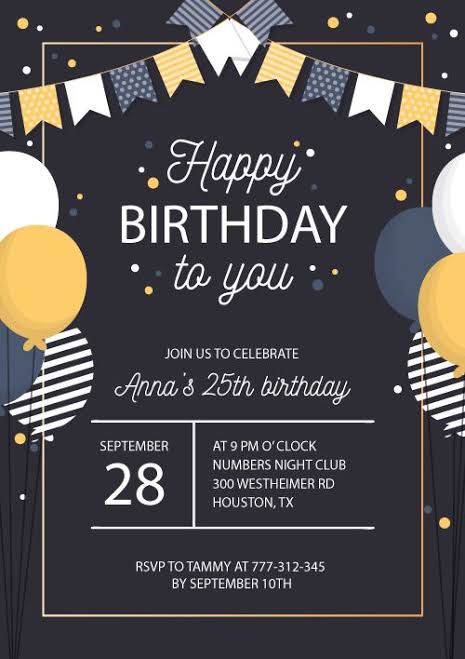 Happy
BIRTHDAY
to you
JOIN US TO CELEBRATE
Anna's 25th birthday
SEPTEMBER
28
AT 9 PM O'CLOCK
NUMBERS NIGHT CLUB
300 WESTHEIMER RD
HOUSTON, TX
RSVP TO TAMMY AT 777-312-345
BY SEPTEMBER 10TH